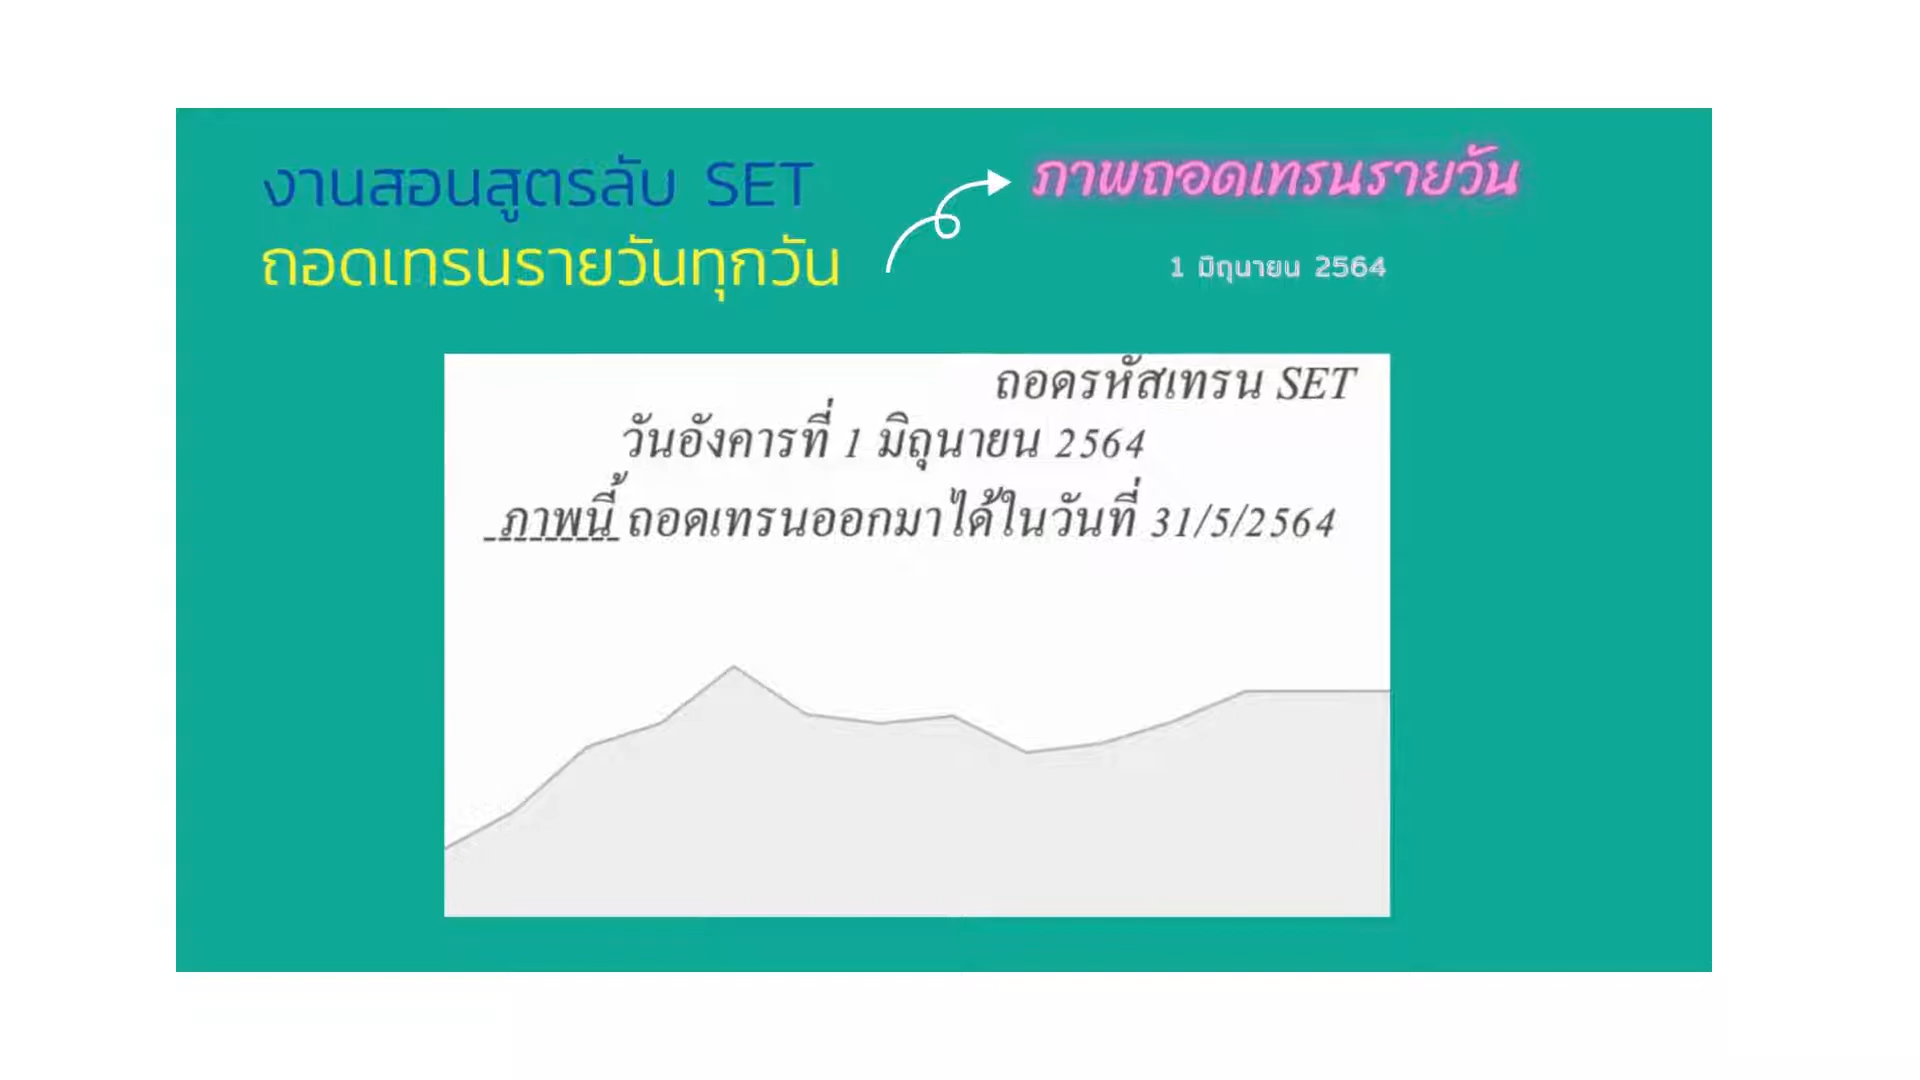 งานสอนสูตรลับ SET
ถอดเทรนรายวันทุกวัน
ภาพถอดเทรนรายวัน
1 มิถุนายน 2564
ถอดรหัสเทรน SET
วันอังคารที่ 1 มิถุนายน 2564
ภาพนี้ ถอดเทรนออกมาได้ในวันที่ 31/5/2564